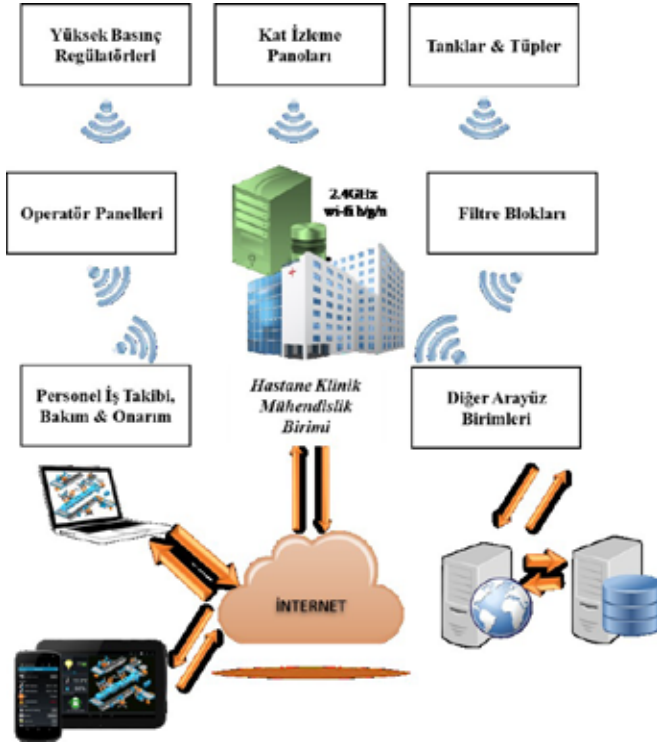 Yüksek Basınç
Regülatörleri
Kat İzleme
Panoları
Tanklar & Tüpler
Operatör Panelleri
2.4GHz
wi-fi b/g/n
Filtre Blokları
Personel İş Takibi,
Bakım & Onarım
Hastane Klinik
Mühendislik
Birimi
Diğer Arayüz
Birimleri
İNTERNET